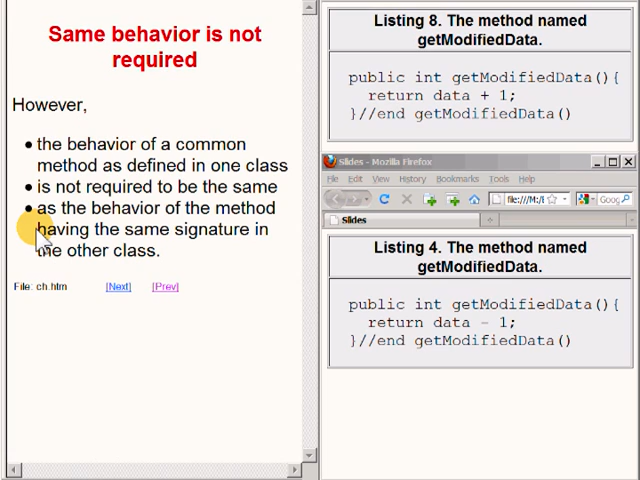 Same behavior is not
required
However,
the behavior of a common
method as defined in one class
is not required to be the same
as the behavior of the method
having the same signature in
the other class.
File: ch.htm [Next] [Prev]
Listing 8. The method named
getModifiedData.
public int getModifiedData(){
return data + 1;
}//end getModifiedData()
Slides - Mozilla Firefox
File Edit View History Bookmarks Tools Help
file:///M:/ Goog
Slides
Listing 4. The method named
getModifiedData.
public int getModifiedData(){
return data - 1;
}//end getModifiedData()